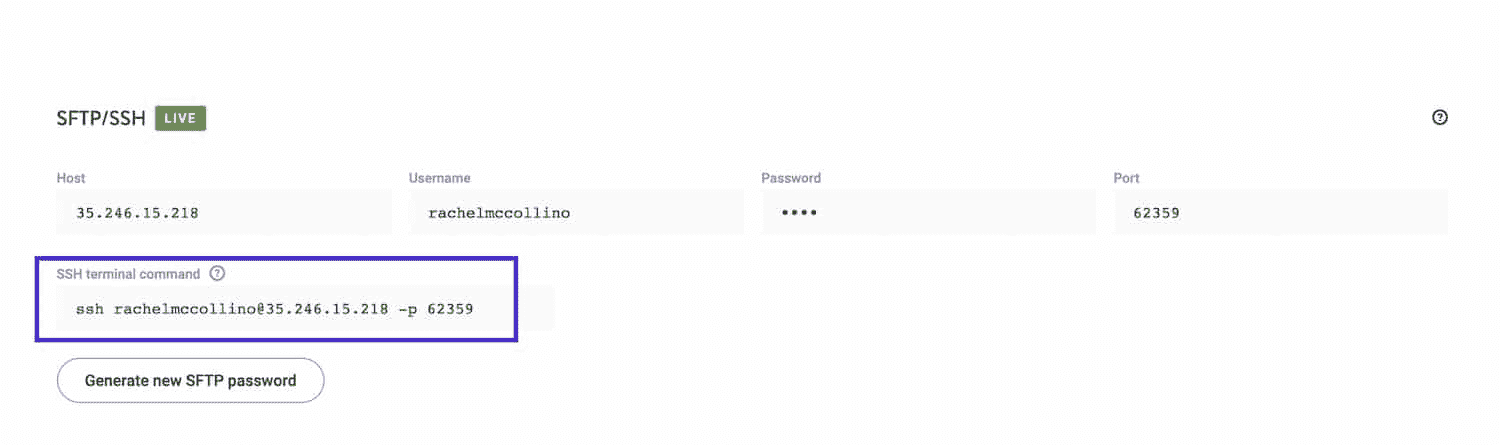 SFTP/SSH LIVE
Host Username Password Port
35.246.15.218 rachelmccollino •••• 62359
SSH terminal command
ssh rachelmccollino@35.246.15.218 -p 62359
Generate new SFTP password